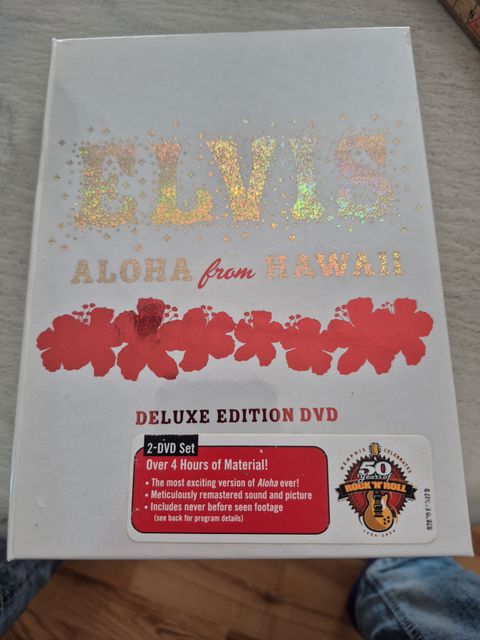 ELVIS
ALOHA from HAWAII
DELUXE EDITION DVD
2-DVD Set
Over 4 Hours of Material!
• The most exciting version of Aloha ever!
• Meticulously remastered sound and picture
• Includes never before seen footage
(see back for program details)
MEMPHIS CELEBRATES
50
Years of
ROCK'N'ROLL
1954-2004